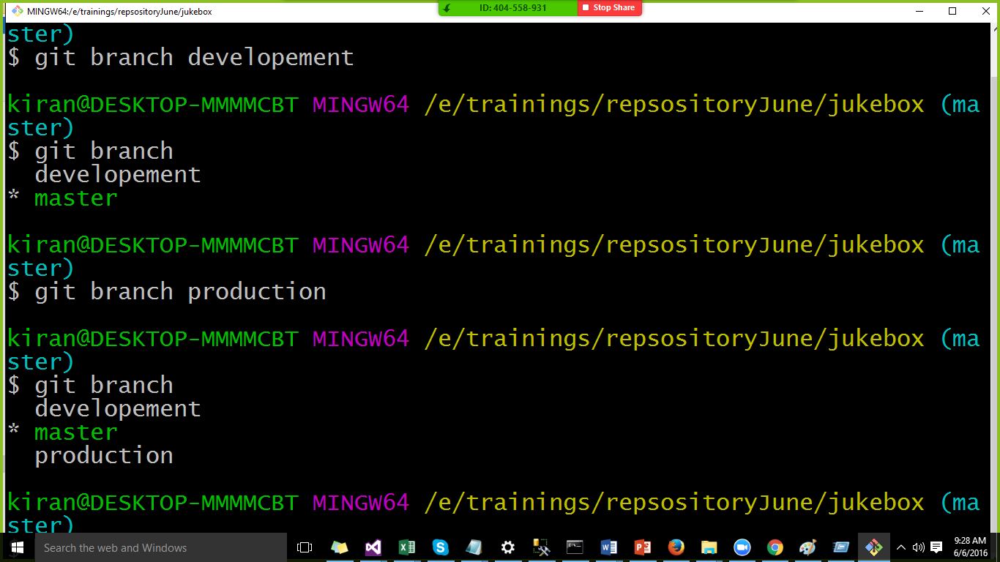 MINGW64:/e/trainings/repsositoryJune/jukebox
ID: 404-558-931
Stop Share
ster)
$ git branch developement
kiran@DESKTOP-MMMMCBT MINGW64 /e/trainings/repsositoryJune/jukebox (ma
ster)
$ git branch
developement
* master
kiran@DESKTOP-MMMMCBT MINGW64 /e/trainings/repsositoryJune/jukebox (ma
ster)
$ git branch production
kiran@DESKTOP-MMMMCBT MINGW64 /e/trainings/repsositoryJune/jukebox (ma
ster)
$ git branch
developement
* master
production
kiran@DESKTOP-MMMMCBT MINGW64 /e/trainings/repsositoryJune/jukebox (ma
ster)
Search the web and Windows
9:28 AM
6/6/2016